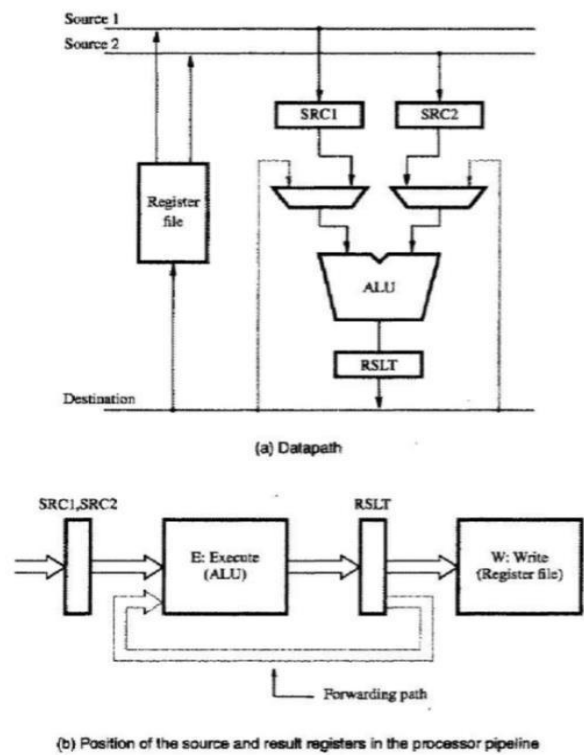 Source 1
Source 2
SRC1
SRC2
Register
file
ALU
RSLT
Destination
(a) Datapath
SRC1,SRC2
RSLT
E: Execute
(ALU)
W: Write
(Register file)
Forwarding path
(b) Position of the source and result registers in the processor pipeline